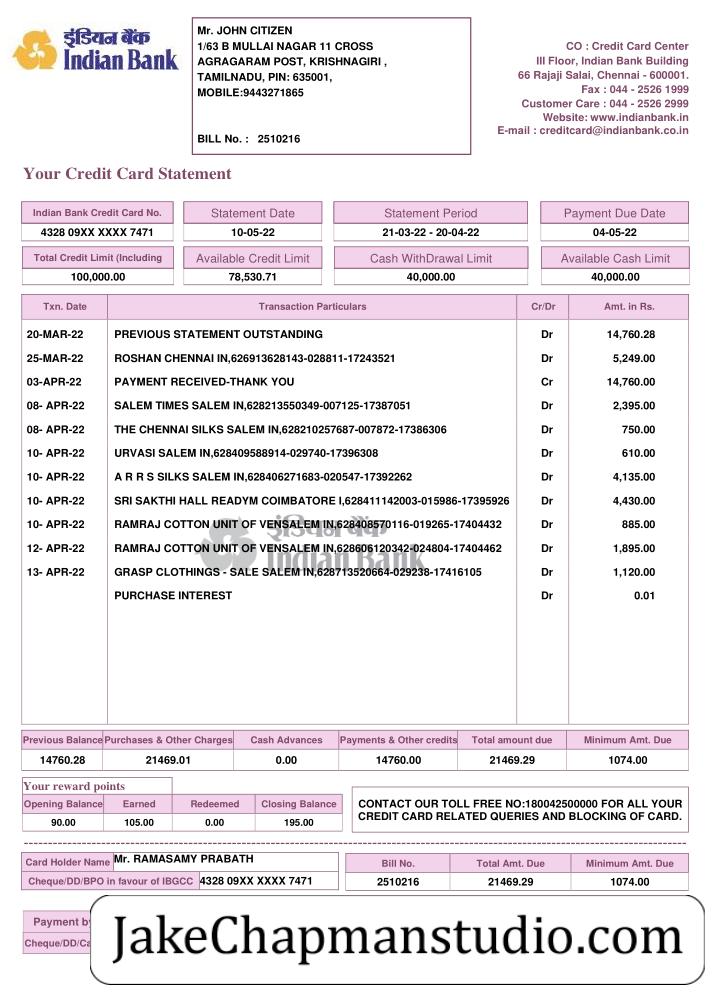 इंडियन बैंक
Indian Bank
Mr. JOHN CITIZEN
1/63 B MULLAI NAGAR 11 CROSS
AGRAGARAM POST, KRISHNAGIRI ,
TAMILNADU, PIN: 635001,
MOBILE:9443271865
BILL No. : 2510216
CO : Credit Card Center
III Floor, Indian Bank Building
66 Rajaji Salai, Chennai - 600001.
Fax : 044 - 2526 1999
Customer Care : 044 - 2526 2999
Website: www.indianbank.in
E-mail : creditcard@indianbank.co.in
Your Credit Card Statement
Indian Bank Credit Card No. Statement Date Statement Period Payment Due Date
4328 09XX XXXX 7471 10-05-22 21-03-22 - 20-04-22 04-05-22
Total Credit Limit (Including Available Credit Limit Cash WithDrawal Limit Available Cash Limit
100,000.00 78,530.71 40,000.00 40,000.00
Txn. Date Transaction Particulars Cr/Dr Amt. in Rs.
20-MAR-22 PREVIOUS STATEMENT OUTSTANDING Dr 14,760.28
25-MAR-22 ROSHAN CHENNAI IN,626913628143-028811-17243521 Dr 5,249.00
03-APR-22 PAYMENT RECEIVED-THANK YOU Cr 14,760.00
08- APR-22 SALEM TIMES SALEM IN,628213550349-007125-17387051 Dr 2,395.00
08- APR-22 THE CHENNAI SILKS SALEM IN,628210257687-007872-17386306 Dr 750.00
10- APR-22 URVASI SALEM IN,628409588914-029740-17396308 Dr 610.00
10- APR-22 A R R S SILKS SALEM IN,628406271683-020547-17392262 Dr 4,135.00
10- APR-22 SRI SAKTHI HALL READYM COIMBATORE I,628411142003-015986-17395926 Dr 4,430.00
10- APR-22 RAMRAJ COTTON UNIT OF VENSALEM IN,628408570116-019265-17404432 Dr 885.00
12- APR-22 RAMRAJ COTTON UNIT OF VENSALEM IN,628606120342-024804-17404462 Dr 1,895.00
13- APR-22 GRASP CLOTHINGS - SALE SALEM IN,628713520664-029238-17416105 Dr 1,120.00
PURCHASE INTEREST Dr 0.01
इंडियन बैंक
Indian Bank
Previous Balance Purchases & Other Charges Cash Advances Payments & Other credits Total amount due Minimum Amt. Due
14760.28 21469.01 0.00 14760.00 21469.29 1074.00
Your reward points
Opening Balance Earned Redeemed Closing Balance
90.00 105.00 0.00 195.00
CONTACT OUR TOLL FREE NO:180042500000 FOR ALL YOUR
CREDIT CARD RELATED QUERIES AND BLOCKING OF CARD.
Card Holder Name Mr. RAMASAMY PRABATH
Cheque/DD/BPO in favour of IBGCC 4328 09XX XXXX 7471
Bill No. Total Amt. Due Minimum Amt. Due
2510216 21469.29 1074.00
Payment
Cheque/DD/
JakeChapmanstudio.com